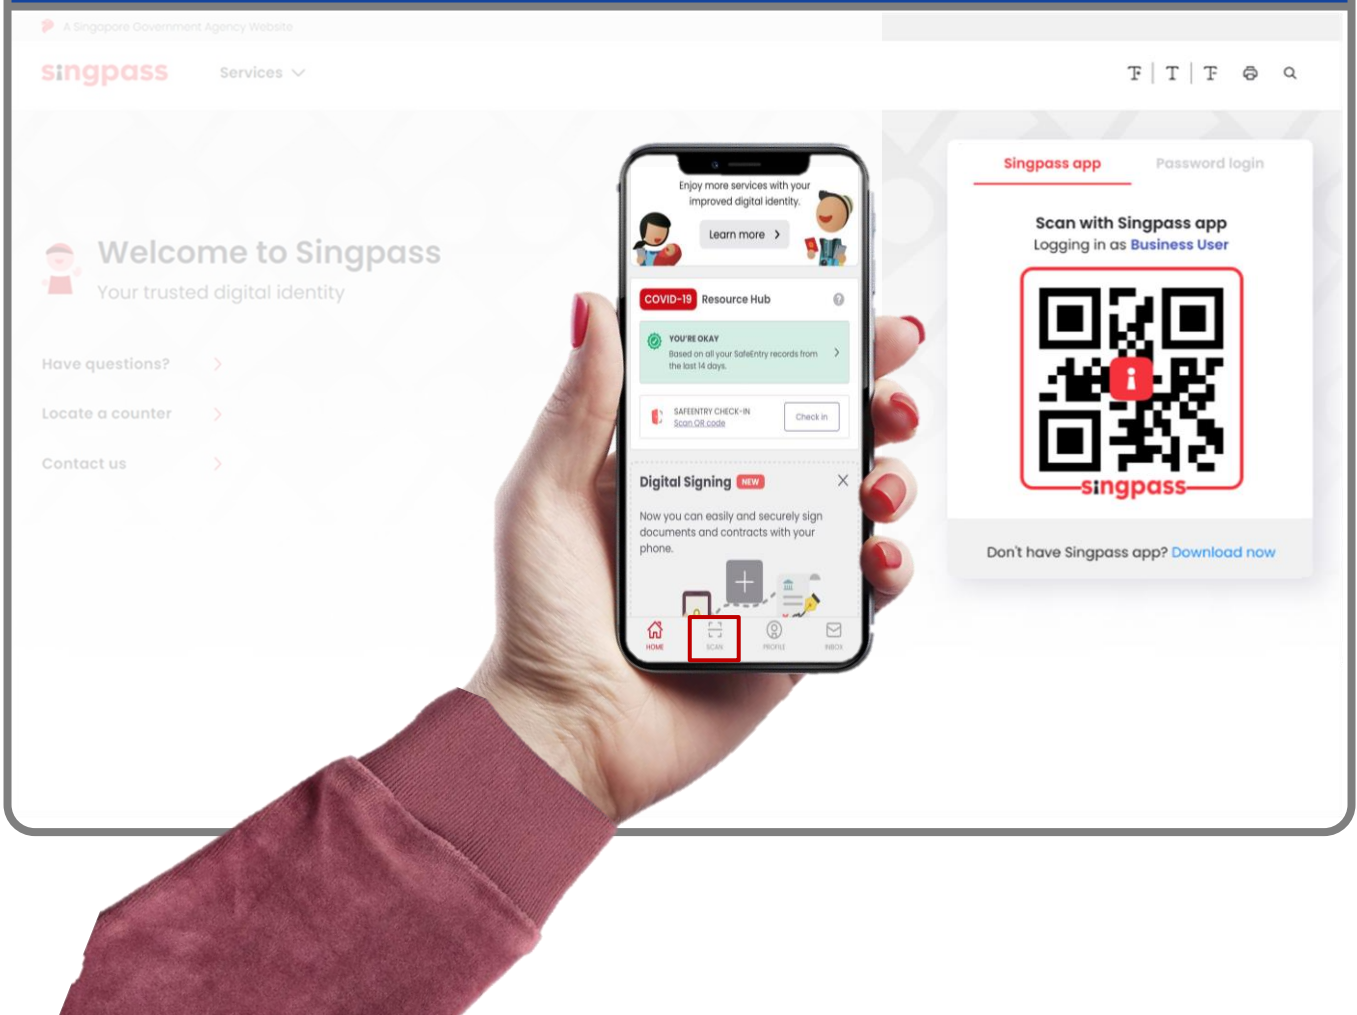 A Singapore Government Agency Website
singpass
Services
Welcome to Singpass
Your trusted digital identity
Have questions?
Locate a counter
Contact us
Enjoy more services with your
improved digital identity.
Learn more
COVID-19 Resource Hub
YOU'RE OKAY
Based on all your SafeEntry records from
the last 14 days.
SAFEENTRY CHECK-IN
Scan QR code
Check in
Digital Signing NEW
Now you can easily and securely sign
documents and contracts with your
phone.
HOME SCAN PROFILE INBOX
T | T | T
Singpass app Password login
Scan with Singpass app
Logging in as Business User
singpass
Don't have Singpass app? Download now